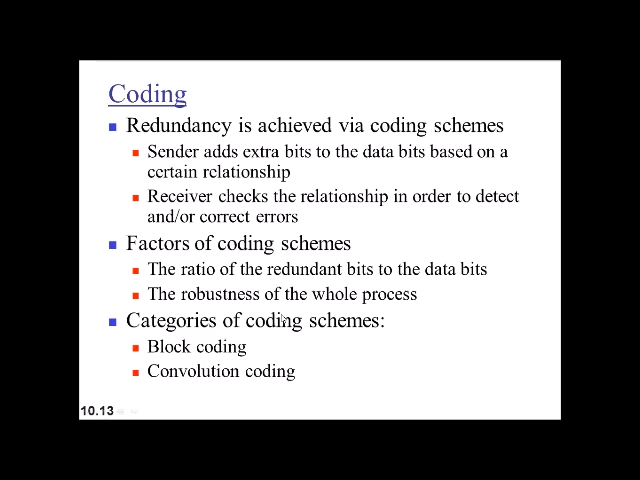 Coding
Redundancy is achieved via coding schemes
Sender adds extra bits to the data bits based on a
certain relationship
Receiver checks the relationship in order to detect
and/or correct errors
Factors of coding schemes
The ratio of the redundant bits to the data bits
The robustness of the whole process
Categories of coding schemes:
Block coding
Convolution coding
10.13